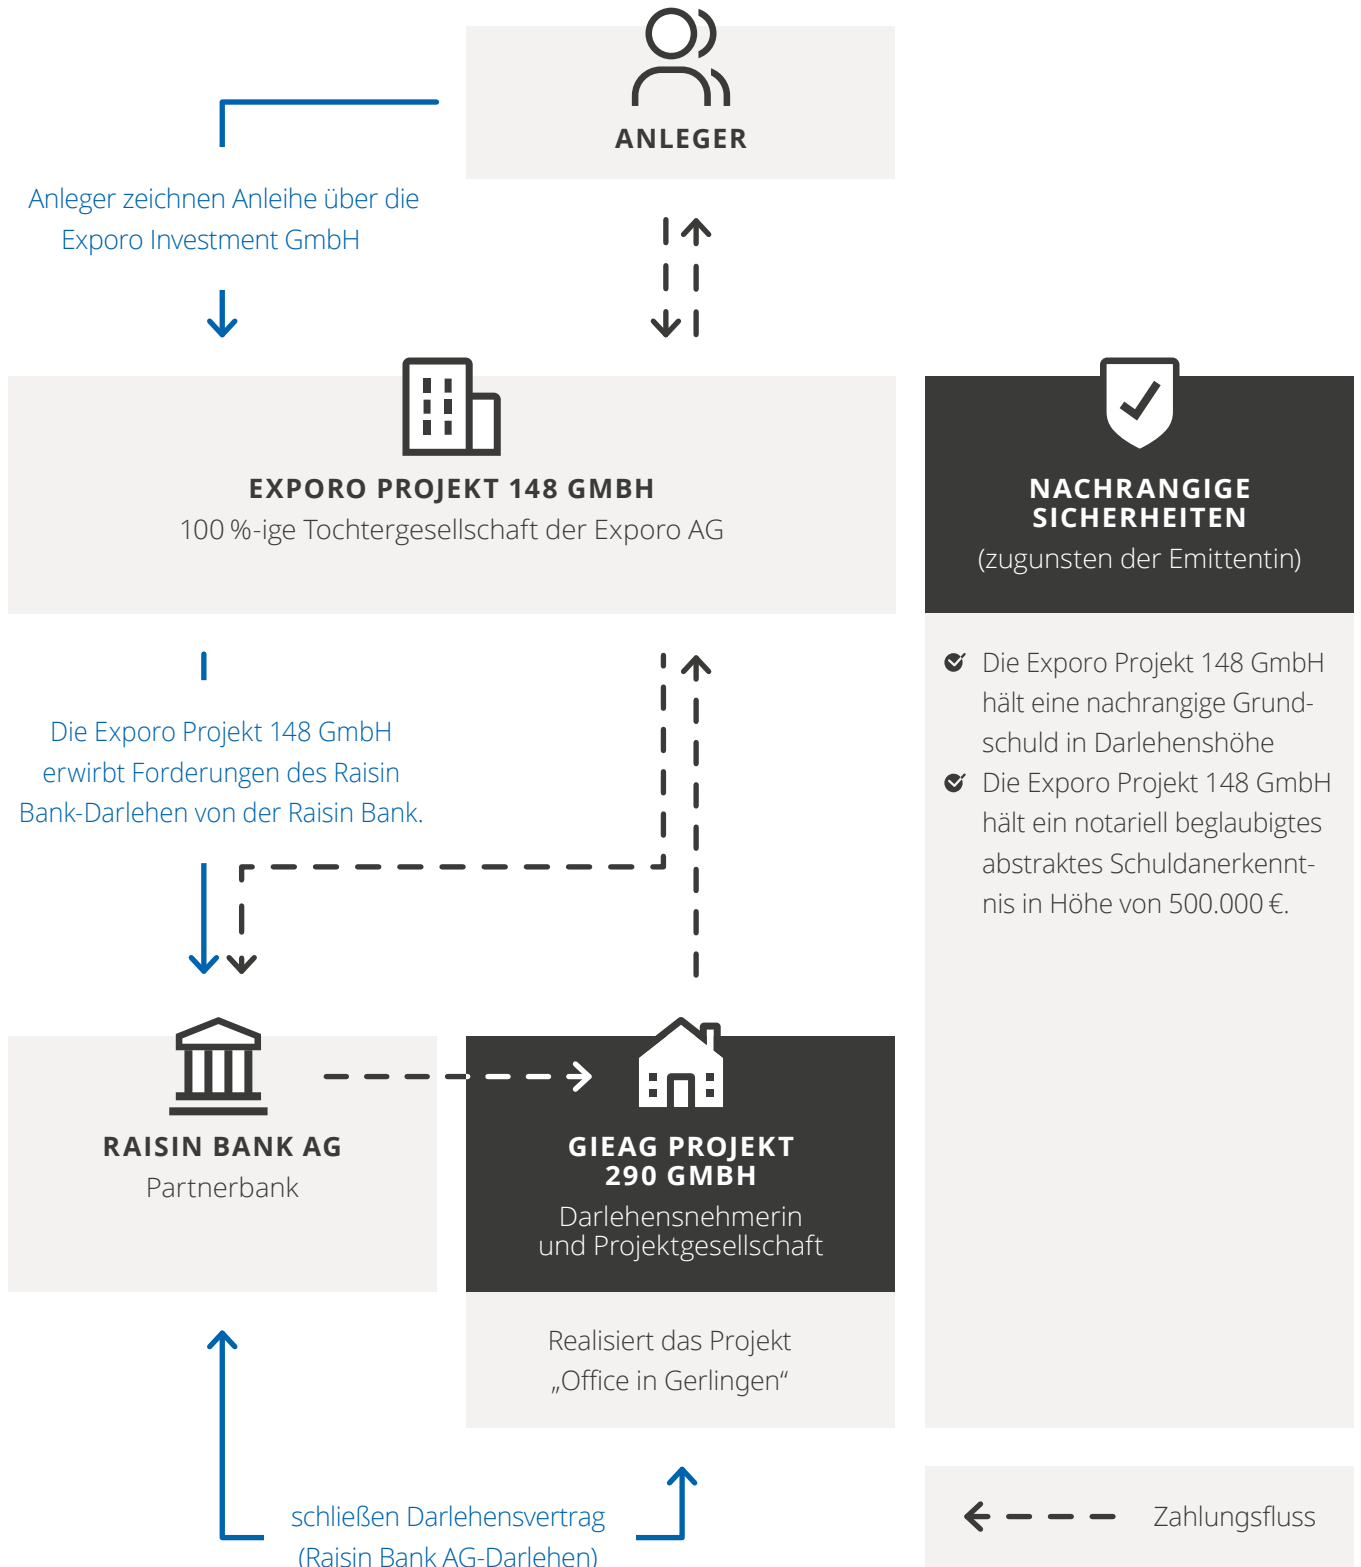 ANLEGER
Anleger zeichnen Anleihe über die
Exporo Investment GmbH
EXPORO PROJEKT 148 GMBH
100 %-ige Tochtergesellschaft der Exporo AG
NACHRANGIGE
SICHERHEITEN
(zugunsten der Emittentin)
Die Exporo Projekt 148 GmbH
hält eine nachrangige Grund-
schuld in Darlehenshöhe
Die Exporo Projekt 148 GmbH
hält ein notariell beglaubigtes
abstraktes Schuldanerkennt-
nis in Höhe von 500.000 €.
Die Exporo Projekt 148 GmbH
erwirbt Forderungen des Raisin
Bank-Darlehen von der Raisin Bank.
RAISIN BANK AG
Partnerbank
GIEAG PROJEKT
290 GMBH
Darlehensnehmerin
und Projektgesellschaft
Realisiert das Projekt
„Office in Gerlingen“
schließen Darlehensvertrag
(Raisin Bank AG-Darlehen)
Zahlungsfluss